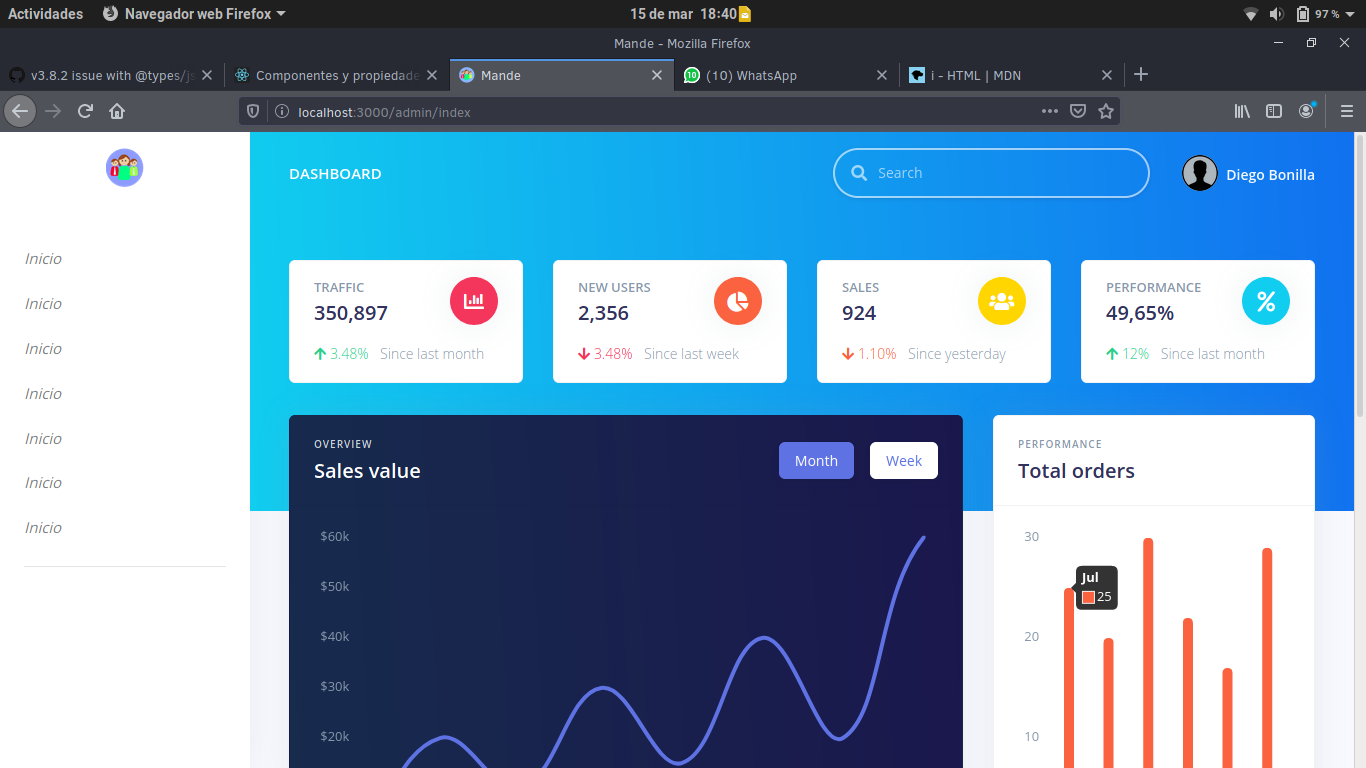 Actividades Navegador web Firefox 15 de mar 18:40 97 %
Mande - Mozilla Firefox
v3.8.2 issue with @types/js Componentes y propiedade Mande (10) WhatsApp i - HTML | MDN
localhost:3000/admin/index
DASHBOARD Search Diego Bonilla
Inicio
Inicio
Inicio
Inicio
Inicio
Inicio
Inicio
TRAFFIC
350,897
3.48% Since last month
NEW USERS
2,356
3.48% Since last week
SALES
924
1.10% Since yesterday
PERFORMANCE
49,65%
12% Since last month
OVERVIEW
Sales value
Month Week
$60k
$50k
$40k
$30k
$20k
PERFORMANCE
Total orders
30
20
10
Jul
25